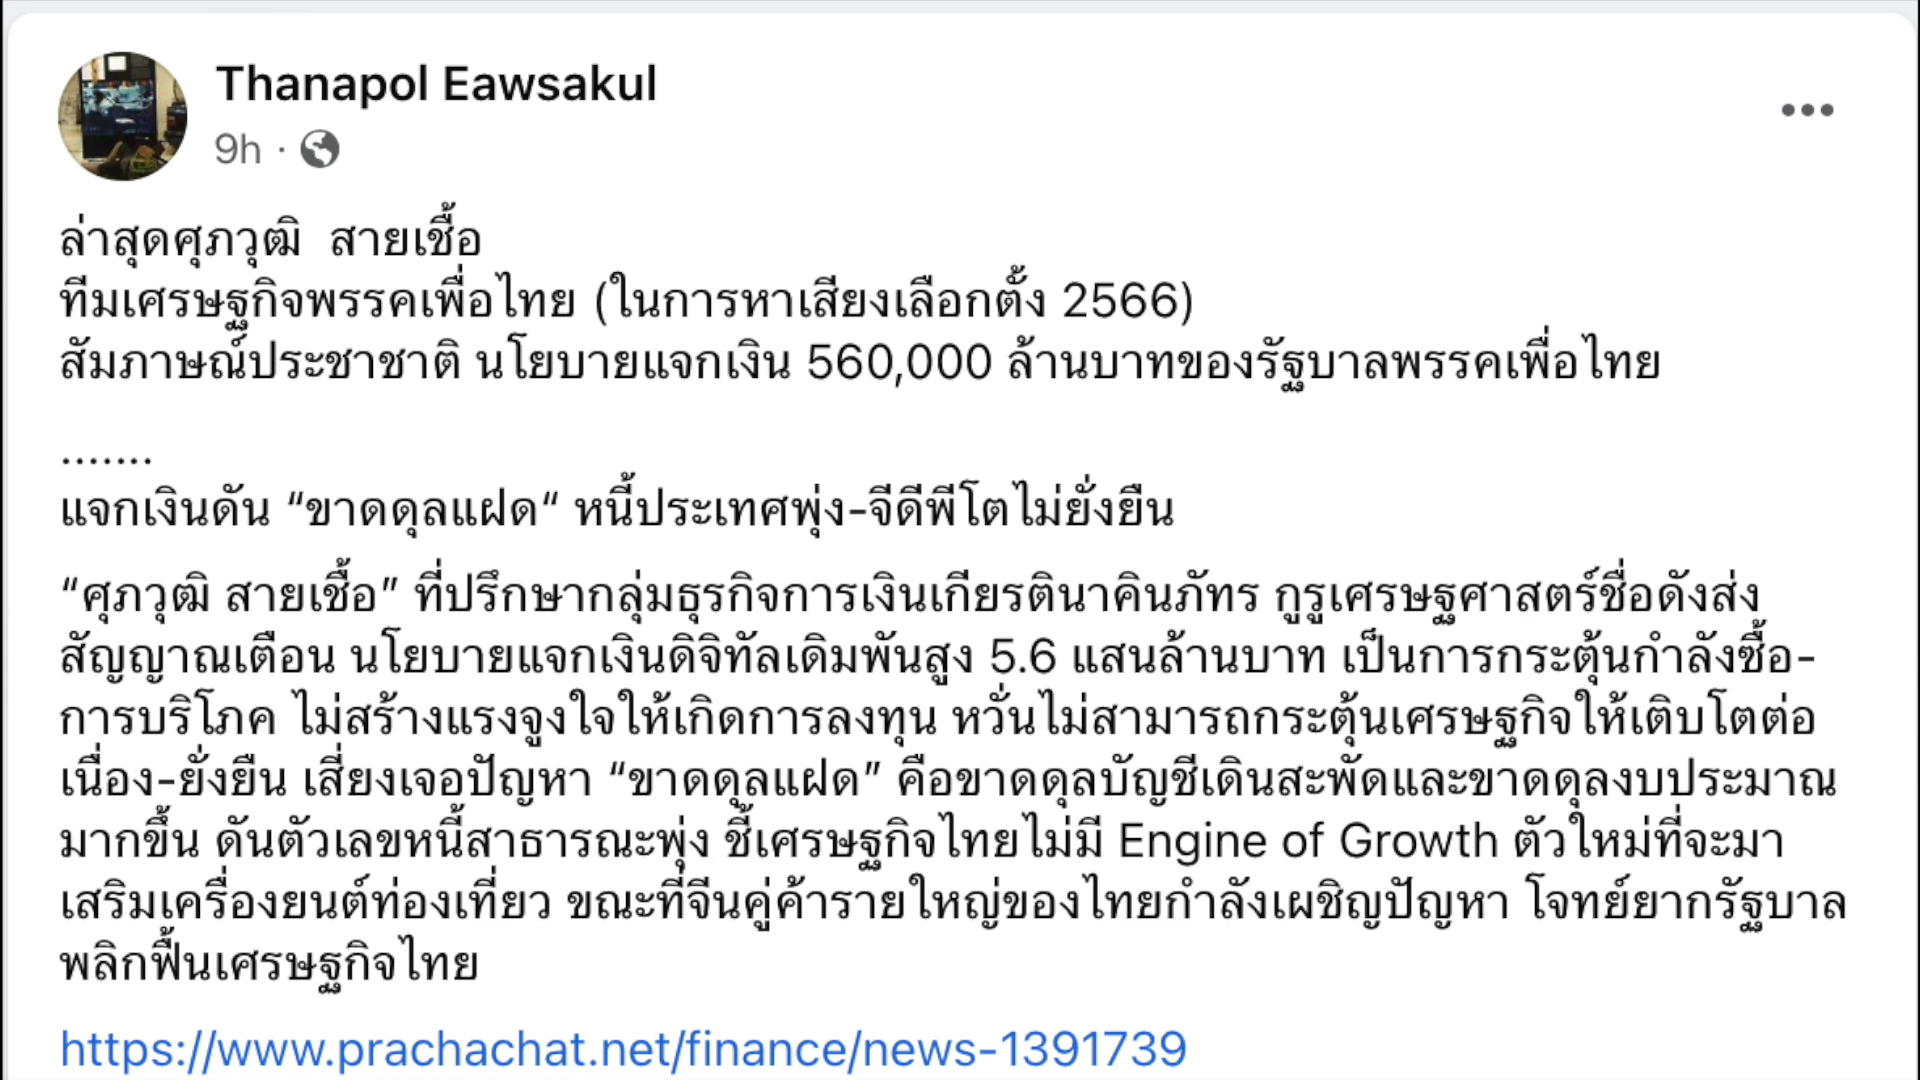 Thanapol Eawsakul
9h ·
ล่าสุดศุภวุฒิ  สายเชื้อ
ทีมเศรษฐกิจพรรคเพื่อไทย (ในการหาเสียงเลือกตั้ง 2566)
สัมภาษณ์ประชาชาติ นโยบายแจกเงิน 560,000 ล้านบาทของรัฐบาลพรรคเพื่อไทย
.......
แจกเงินดัน “ขาดดุลแฝด“ หนี้ประเทศพุ่ง-จีดีพีโตไม่ยั่งยืน
“ศุภวุฒิ สายเชื้อ” ที่ปรึกษากลุ่มธุรกิจการเงินเกียรตินาคินภัทร กูรูเศรษฐศาสตร์ชื่อดังส่ง
สัญญาณเตือน นโยบายแจกเงินดิจิทัลเดิมพันสูง 5.6 แสนล้านบาท เป็นการกระตุ้นกำลังซื้อ-
การบริโภค ไม่สร้างแรงจูงใจให้เกิดการลงทุน หวั่นไม่สามารถกระตุ้นเศรษฐกิจให้เติบโตต่อ
เนื่อง-ยั่งยืน เสี่ยงเจอปัญหา “ขาดดุลแฝด” คือขาดดุลบัญชีเดินสะพัดและขาดดุลงบประมาณ
มากขึ้น ดันตัวเลขหนี้สาธารณะพุ่ง ชี้เศรษฐกิจไทยไม่มี Engine of Growth ตัวใหม่ที่จะมา
เสริมเครื่องยนต์ท่องเที่ยว ขณะที่จีนคู่ค้ารายใหญ่ของไทยกำลังเผชิญปัญหา โจทย์ยากรัฐบาล
พลิกฟื้นเศรษฐกิจไทย
https://www.prachachat.net/finance/news-1391739